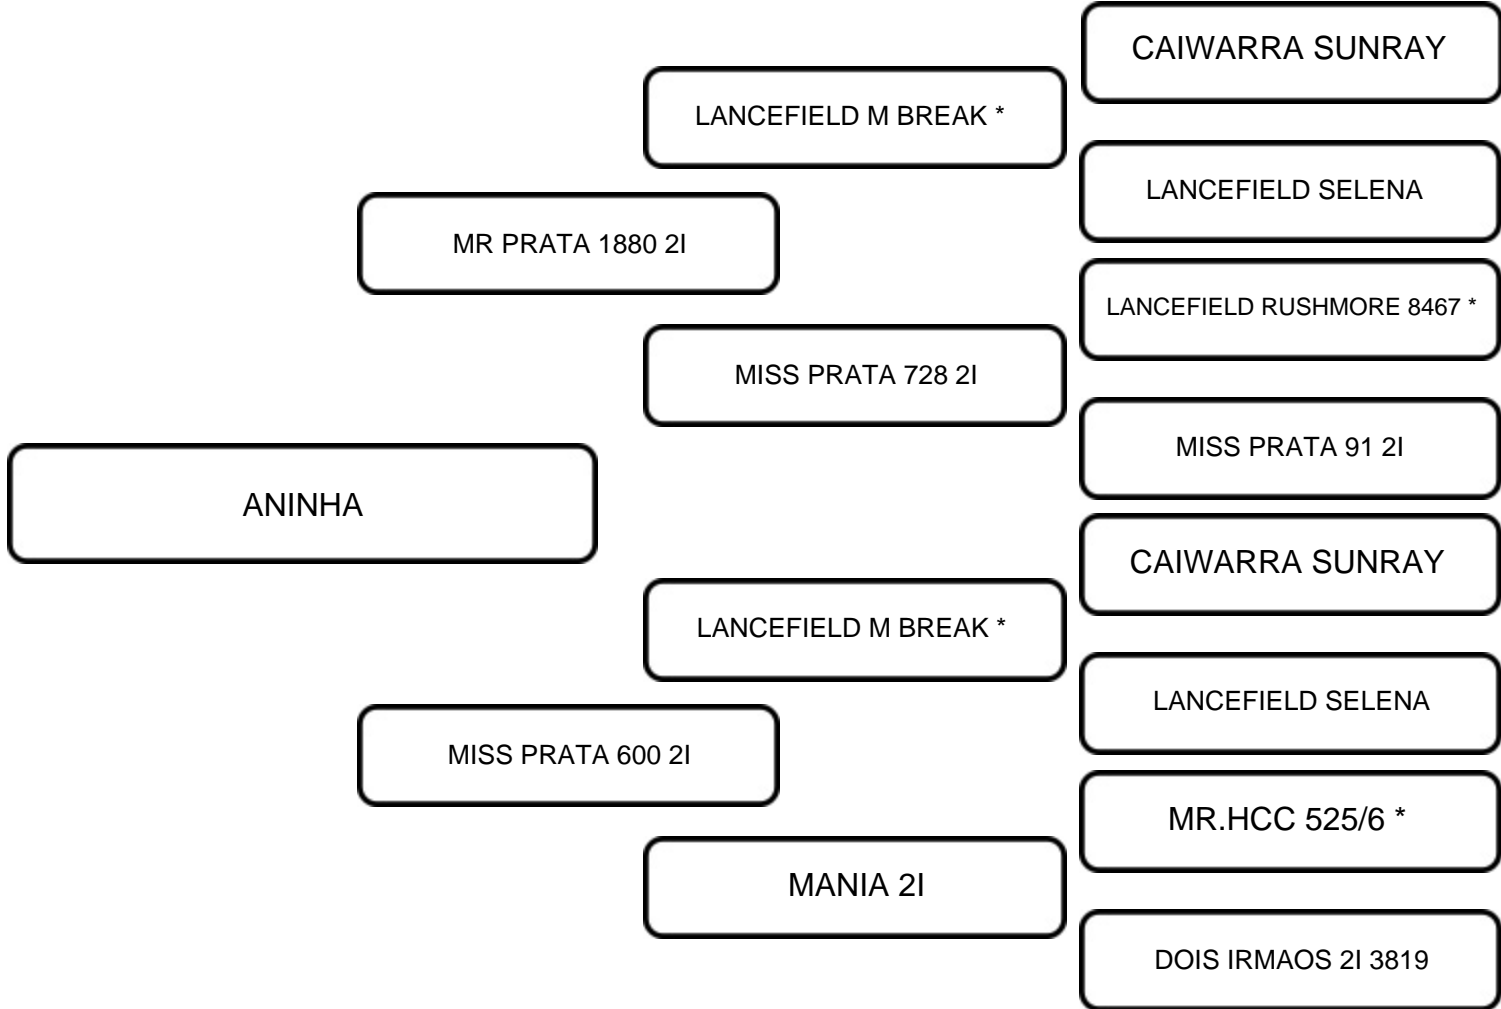 CAIWARRA SUNRAY
LANCEFIELD M BREAK *
LANCEFIELD SELENA
MR PRATA 1880 2I
LANCEFIELD RUSHMORE 8467 *
MISS PRATA 728 2I
MISS PRATA 91 2I
ANINHA
CAIWARRA SUNRAY
LANCEFIELD M BREAK *
LANCEFIELD SELENA
MISS PRATA 600 2I
MR.HCC 525/6 *
MANIA 2I
DOIS IRMAOS 2I 3819